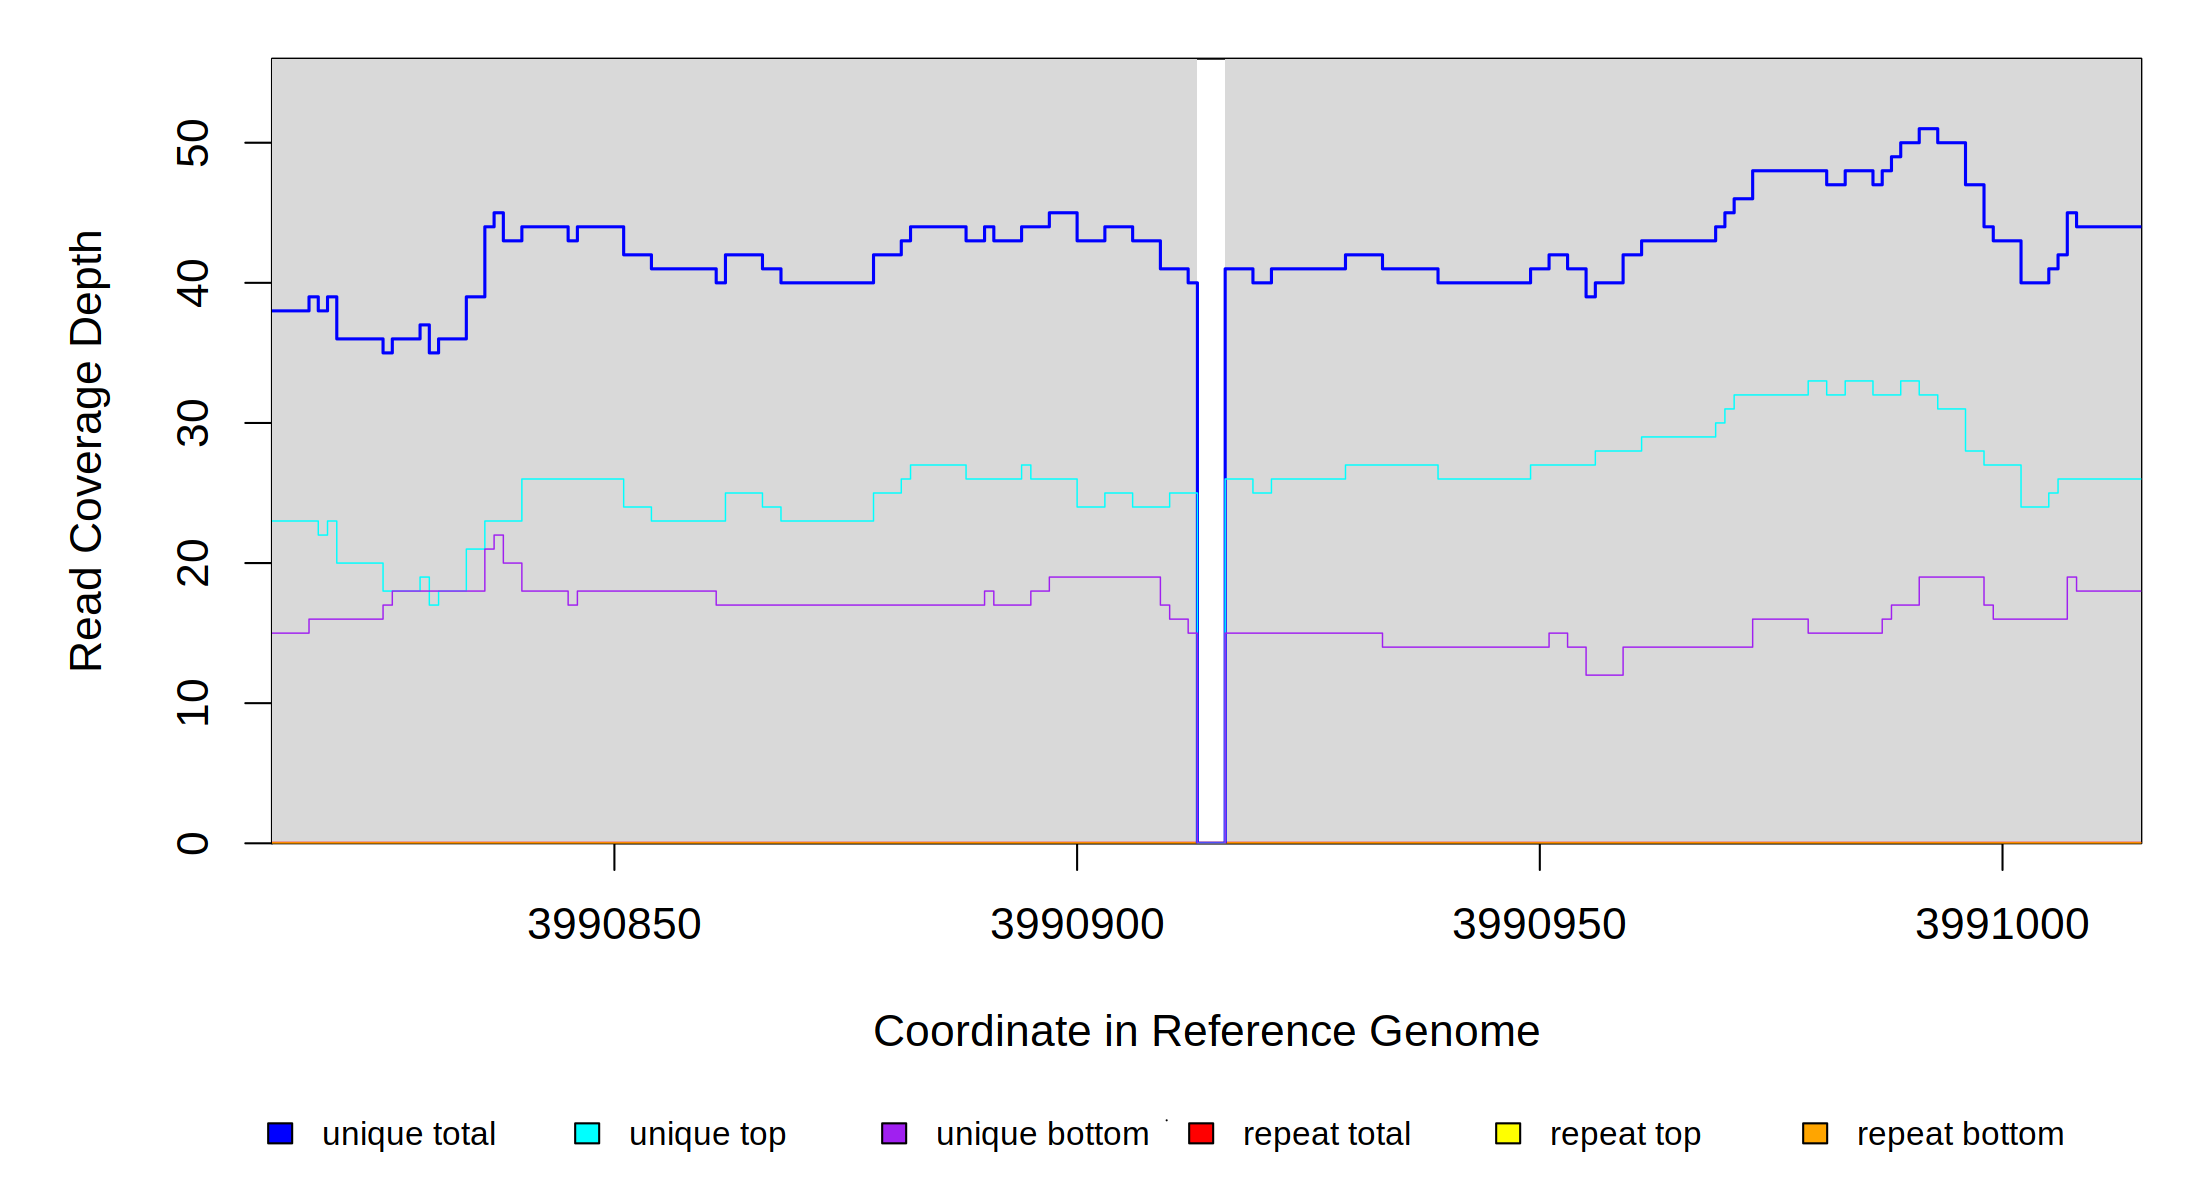 Read Coverage Depth
50
40
30
20
10
0
3990850 3990900 3990950 3991000
Coordinate in Reference Genome
unique total unique top unique bottom repeat total repeat top repeat bottom